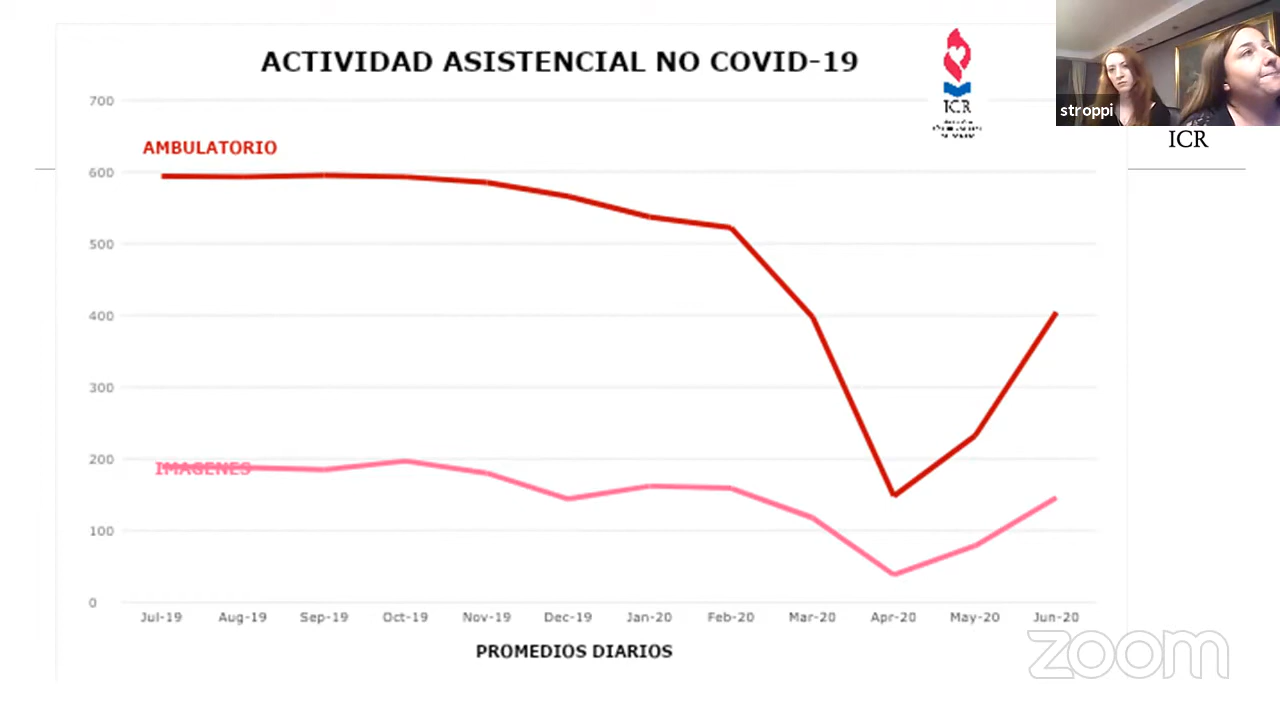 ACTIVIDAD ASISTENCIAL NO COVID-19
ICR
stroppi
ICR
AMBULATORIO
IMAGENES
700
600
500
400
300
200
100
0
Jul-19 Aug-19 Sep-19 Oct-19 Nov-19 Dec-19 Jan-20 Feb-20 Mar-20 Apr-20 May-20 Jun-20
PROMEDIOS DIARIOS
zoom